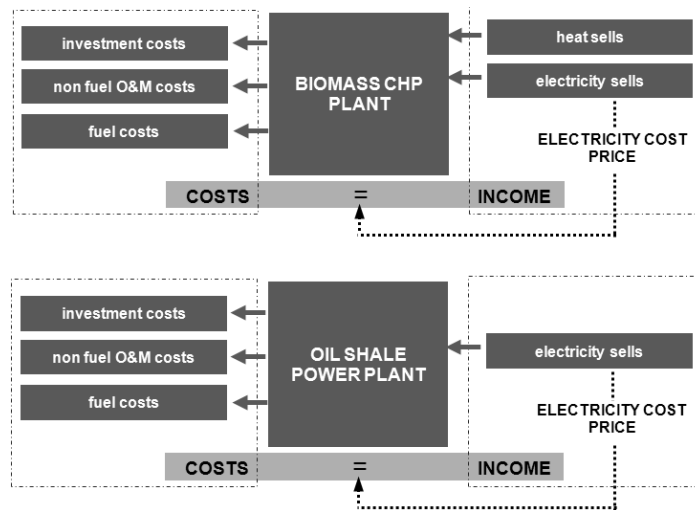 investment costs
non fuel O&M costs
fuel costs
BIOMASS CHP
PLANT
heat sells
electricity sells
ELECTRICITY COST
PRICE
COSTS
=
INCOME
investment costs
non fuel O&M costs
fuel costs
OIL SHALE
POWER PLANT
electricity sells
ELECTRICITY COST
PRICE
COSTS
=
INCOME